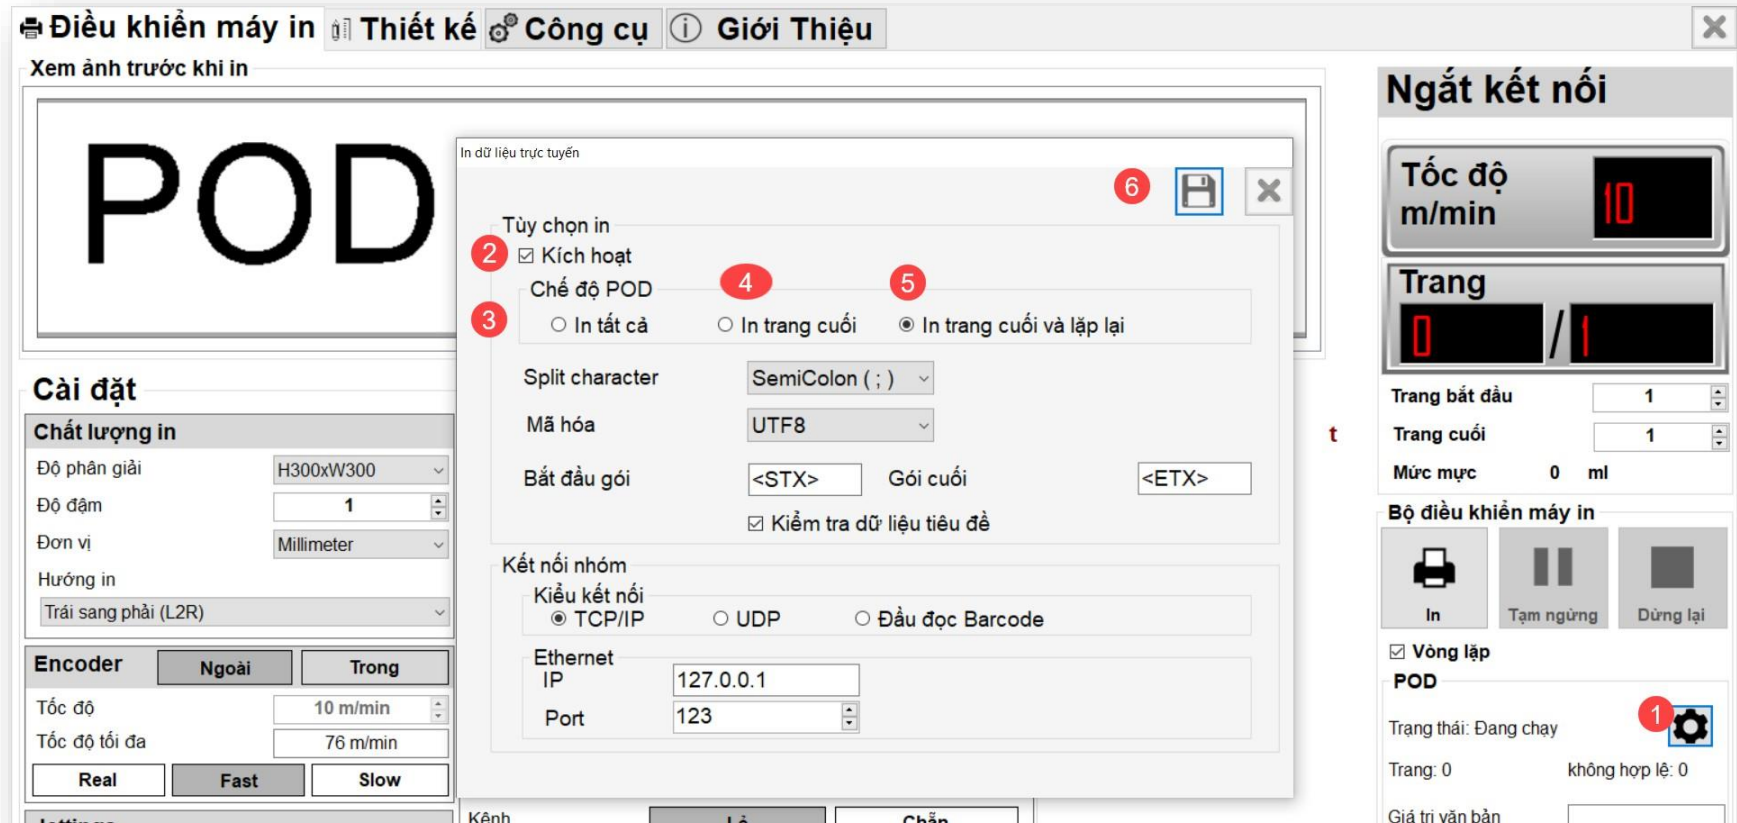 Điều khiển máy in Thiết kế Công cụ Giới Thiệu
Xem ảnh trước khi in
POD
In dữ liệu trực tuyến
6
Tùy chọn in
2 Kích hoạt
Chế độ POD 4 5
3 In tất cả In trang cuối In trang cuối và lặp lại
Split character SemiColon ( ; )
Mã hóa UTF8
Bắt đầu gói <STX> Gói cuối <ETX>
Kiểm tra dữ liệu tiêu đề
Kết nối nhóm
Kiểu kết nối
TCP/IP UDP Đầu đọc Barcode
Ethernet
IP 127.0.0.1
Port 123
Cài đặt
Chất lượng in
Độ phân giải H300xW300
Độ đậm 1
Đơn vị Millimeter
Hướng in
Trái sang phải (L2R)
Encoder Ngoài Trong
Tốc độ 10 m/min
Tốc độ tối đa 76 m/min
Real Fast Slow
Kênh Lẻ Chẵn
t
Ngắt kết nối
Tốc độ
m/min
10
Trang
0 / 1
Trang bắt đầu 1
Trang cuối 1
Mức mực 0 ml
Bộ điều khiển máy in
In Tạm ngừng Dừng lại
Vòng lặp
POD
Trạng thái: Đang chạy 1
Trang: 0 không hợp lệ: 0
Giá trị văn bản